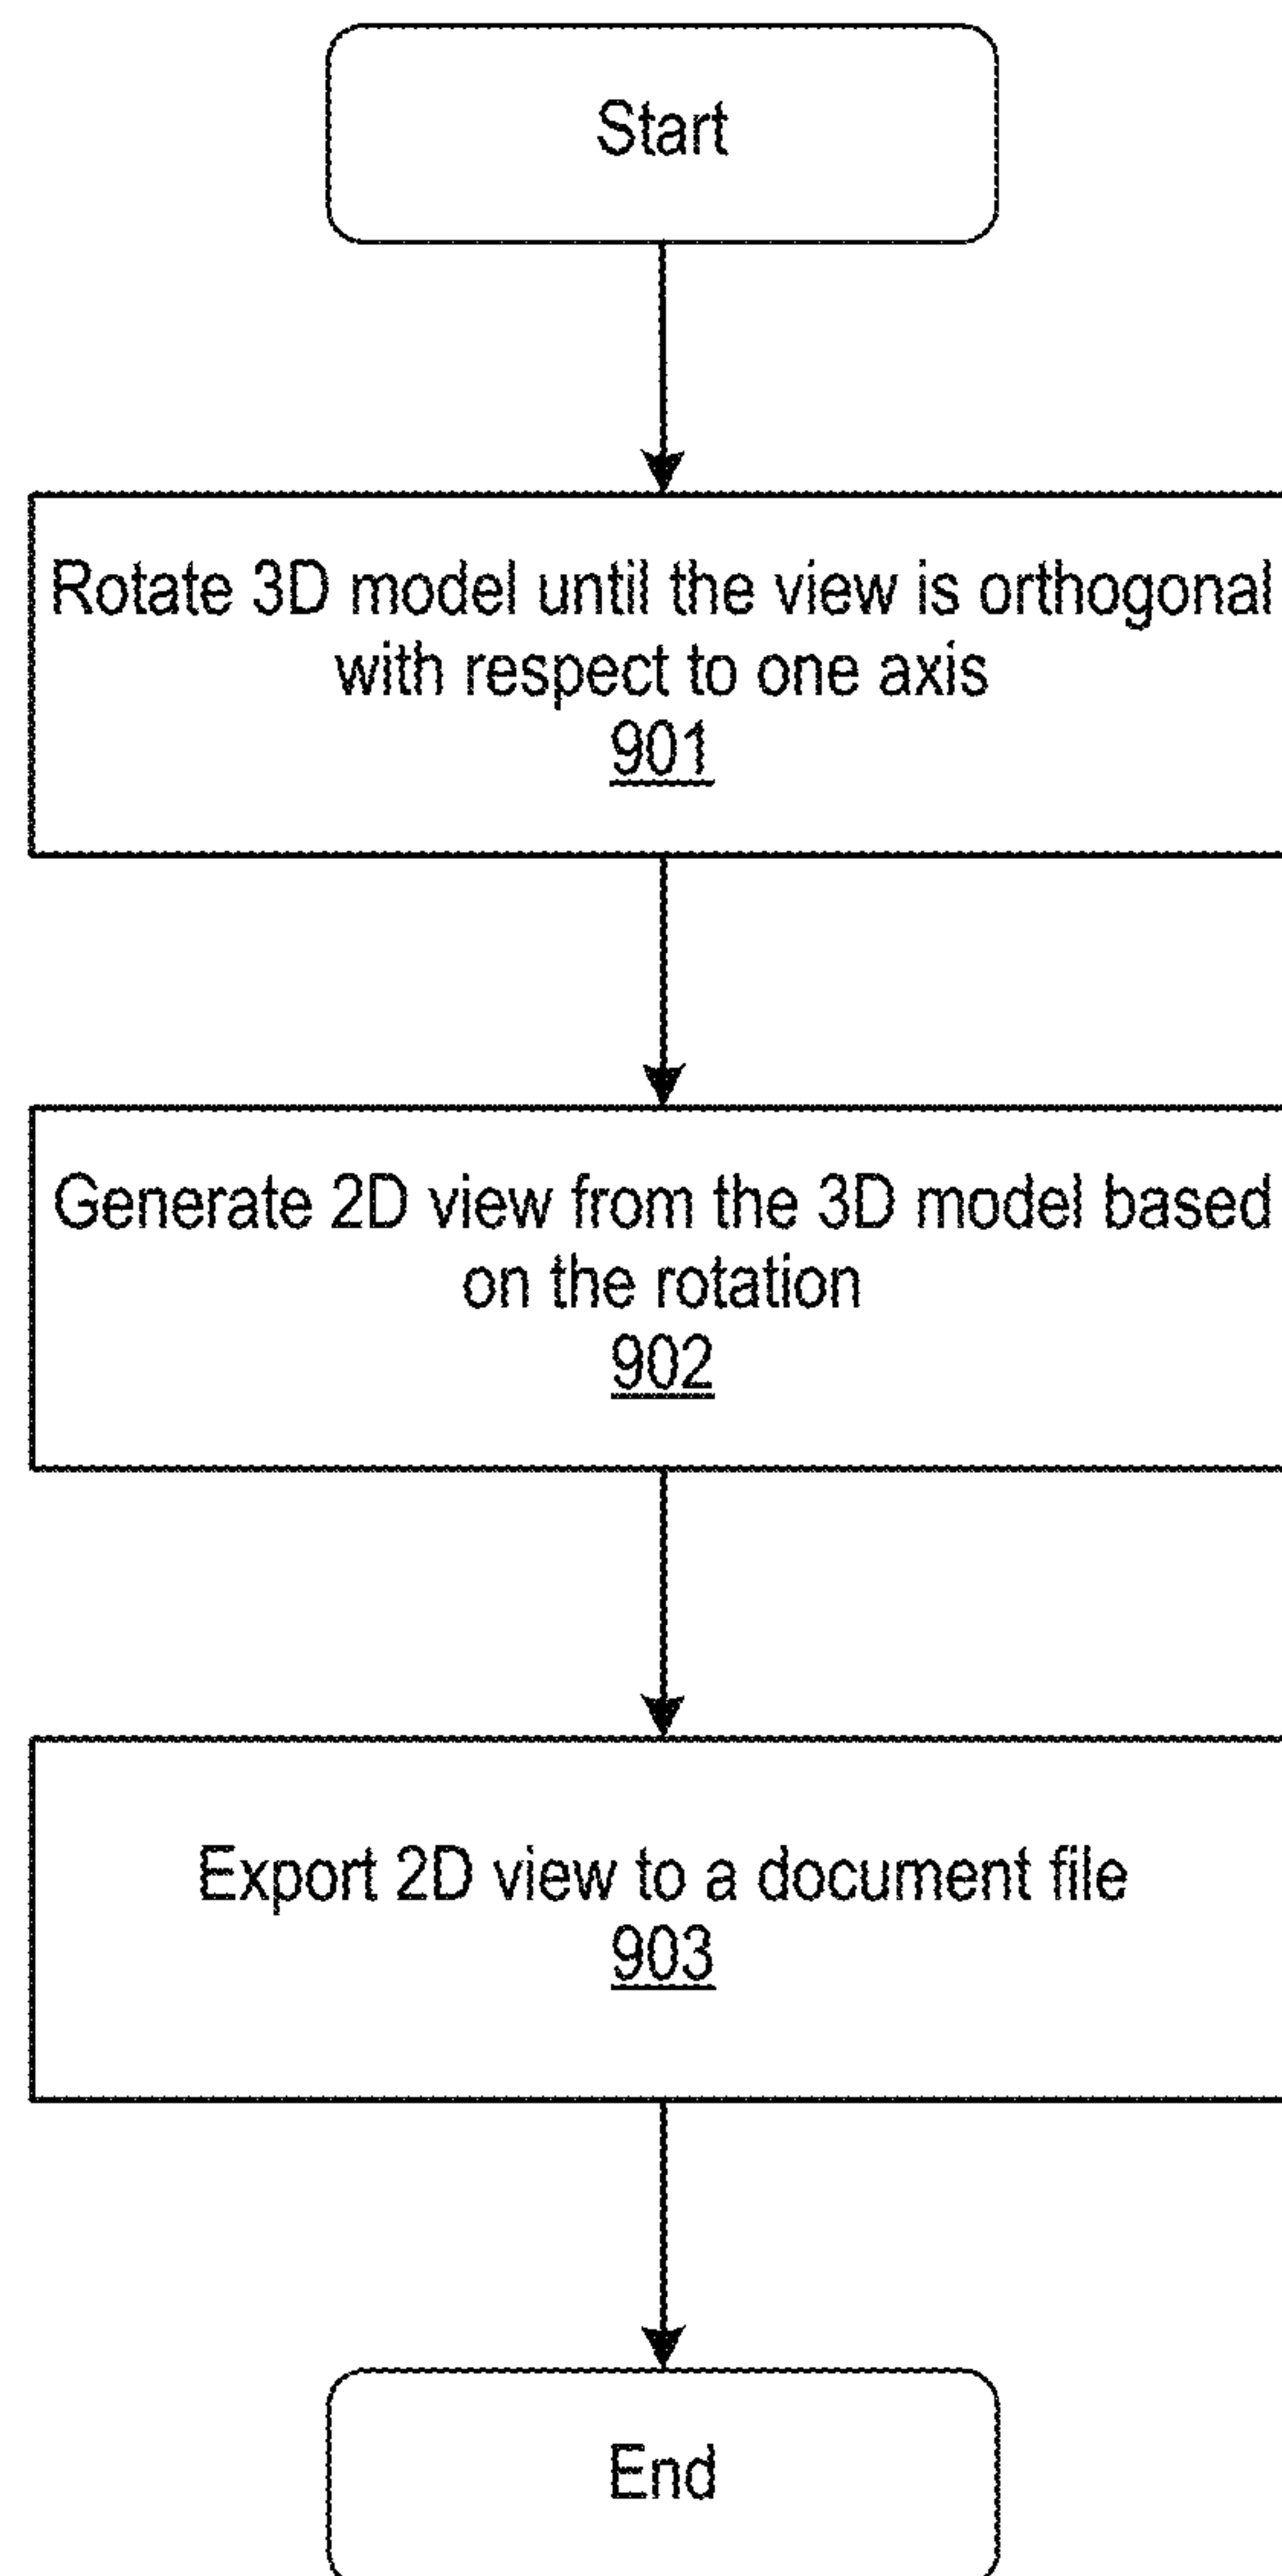 Start
Rotate 3D model until the view is orthogonal
with respect to one axis
901
Generate 2D view from the 3D model based
on the rotation
902
Export 2D view to a document file
903
End